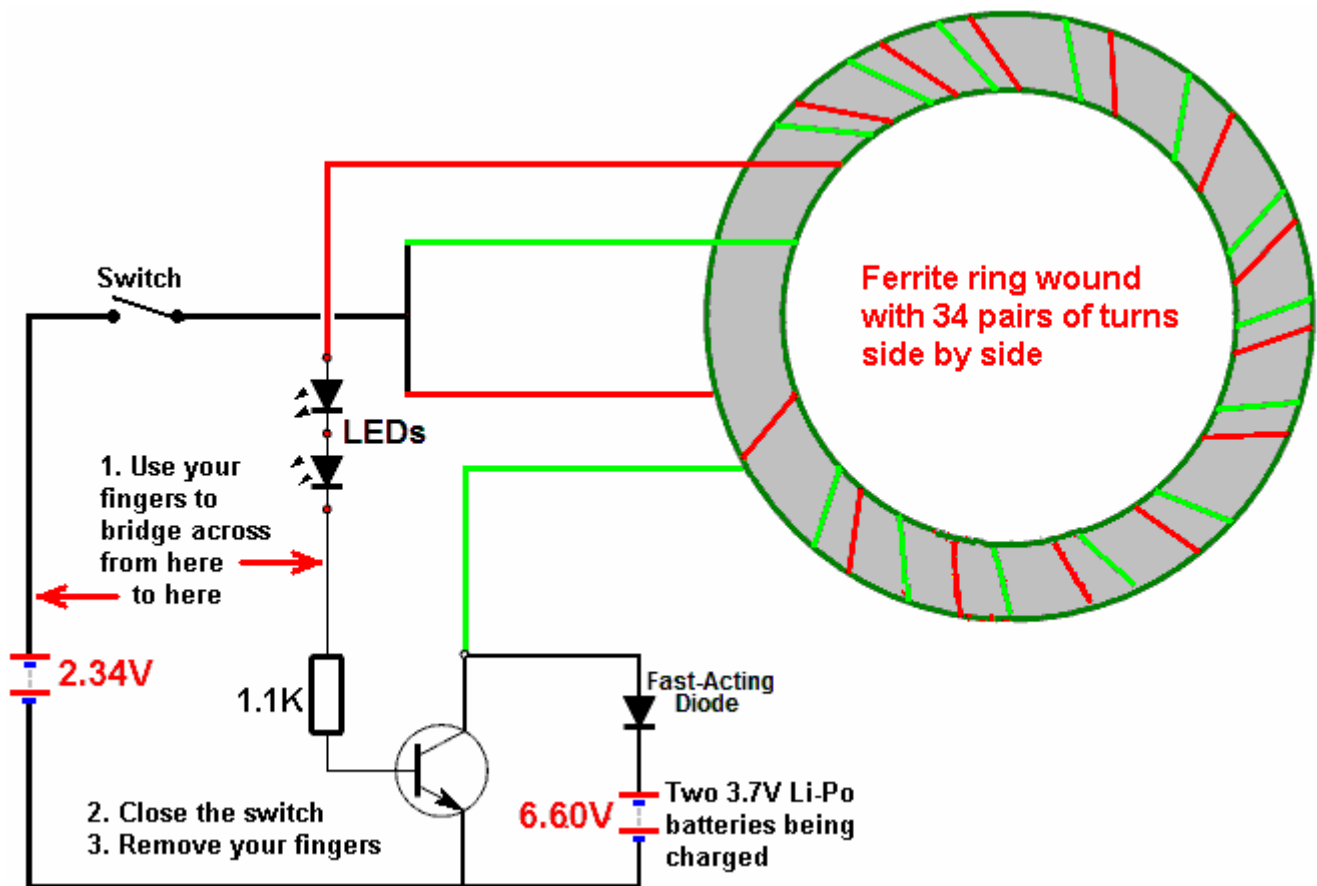 Switch
Ferrite ring wound
with 34 pairs of turns
side by side
LEDs
1. Use your
fingers to
bridge across
from here
to here
2.34V
1.1K
Fast-Acting
Diode
6.60V
Two 3.7V Li-Po
batteries being
charged
2. Close the switch
3. Remove your fingers